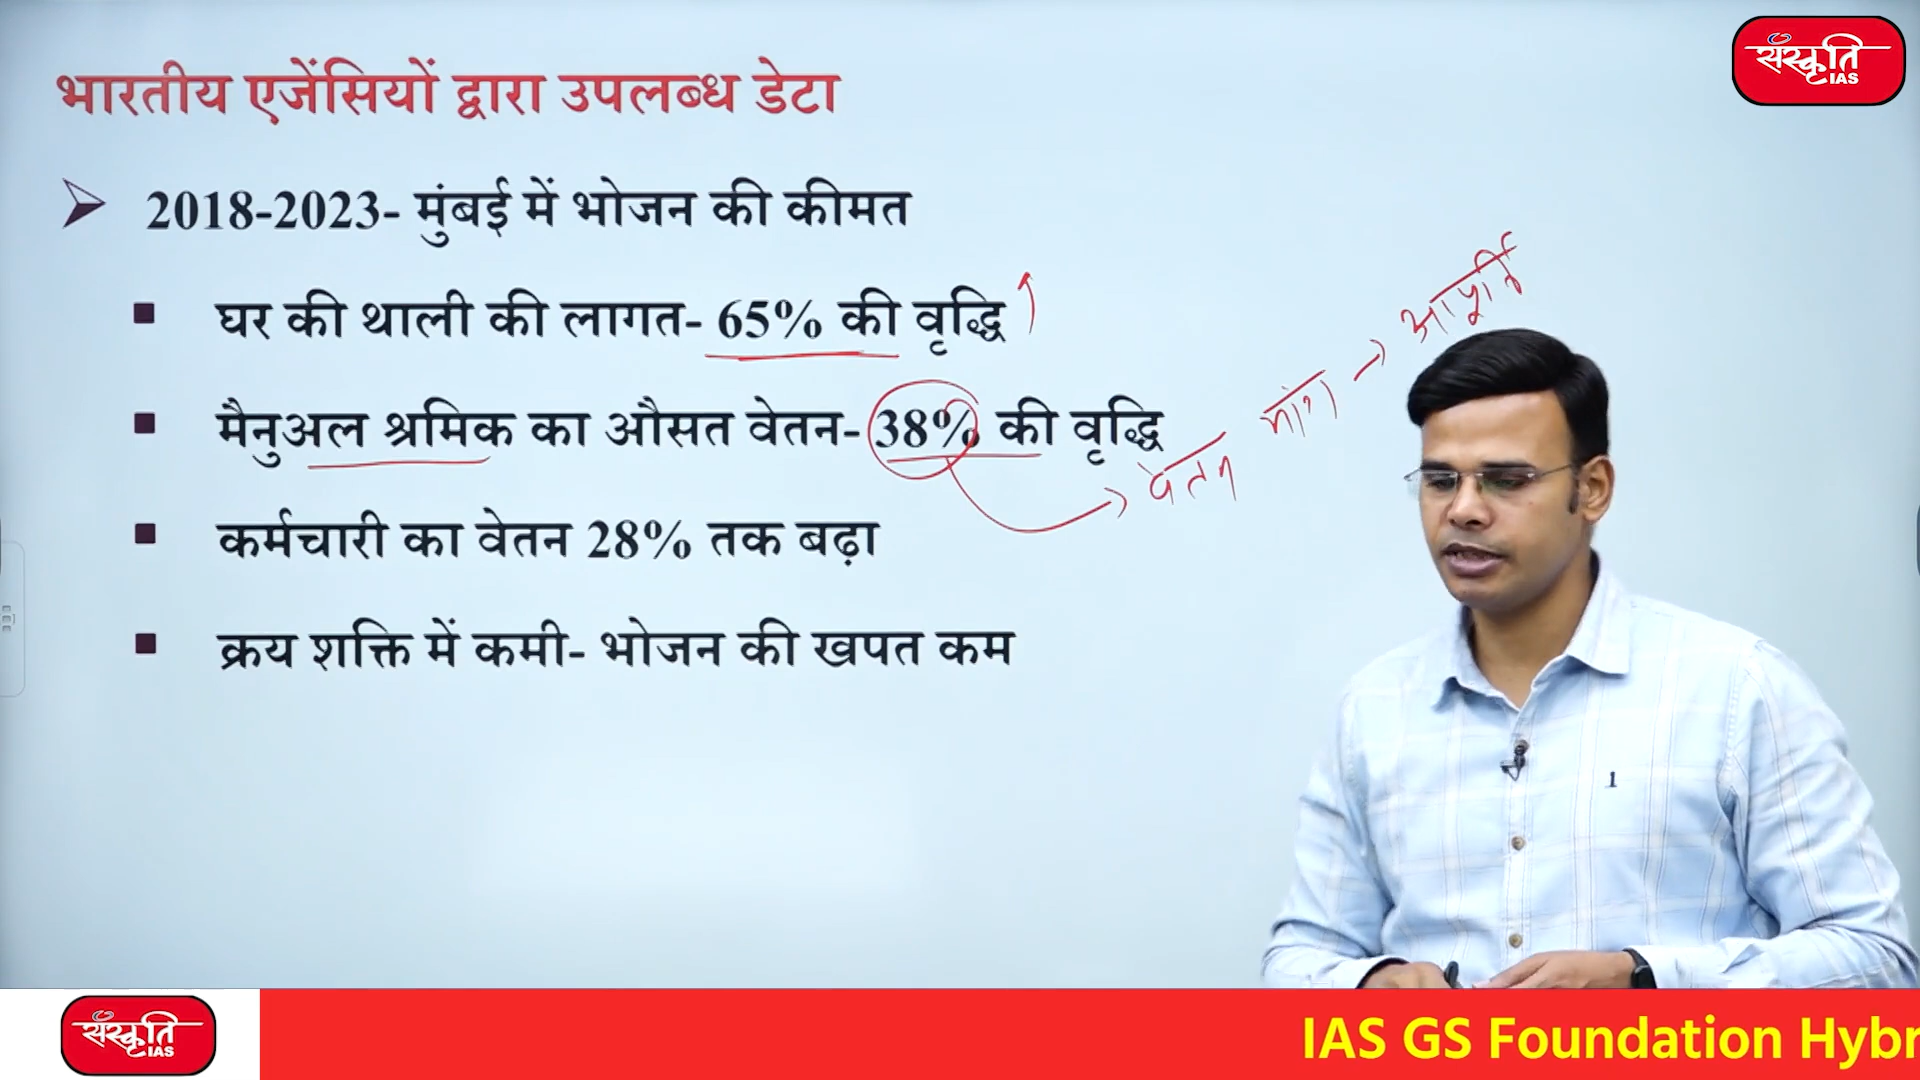 संस्कृति
IAS
भारतीय एजेंसियों द्वारा उपलब्ध डेटा
2018-2023- मुंबई में भोजन की कीमत
घर की थाली की लागत- 65% की वृद्धि
मैनुअल श्रमिक का औसत वेतन- 38% की वृद्धि
वेतन मांग → आपूर्ति
कर्मचारी का वेतन 28% तक बढ़ा
क्रय शक्ति में कमी- भोजन की खपत कम
1
संस्कृति
IAS
IAS GS Foundation Hybr